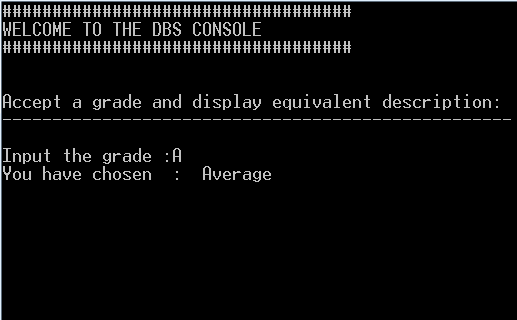 ###################################
WELCOME TO THE DBS CONSOLE
###################################
Accept a grade and display equivalent description:
---------------------------------------------------
Input the grade :A
You have chosen  :  Average